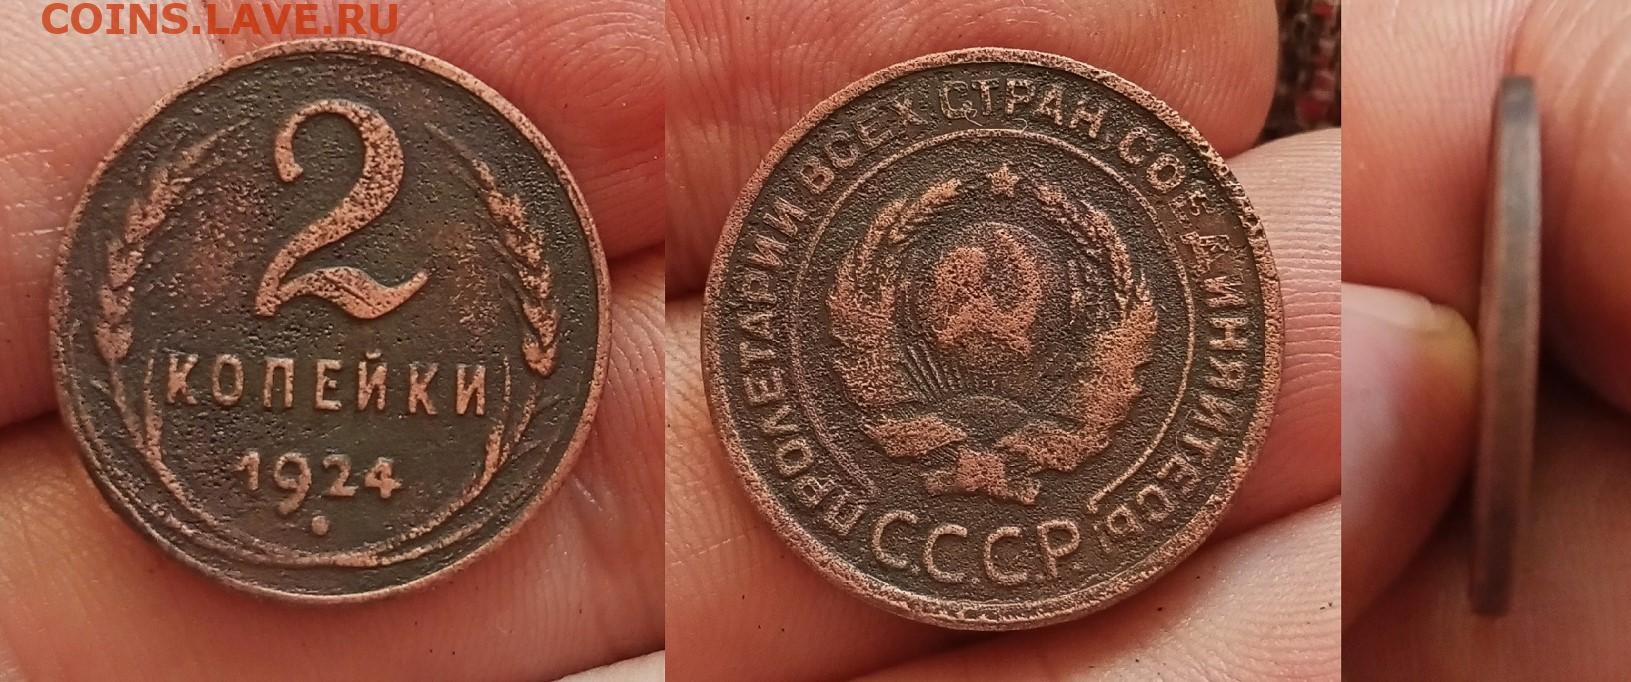 COINS.LAVE.RU
2
КОПЕЙКИ
1924
ПРОЛЕТАРИИ ВСЕХ СТРАН, СОЕДИНЯЙТЕСЬ!
С.С.С.Р.